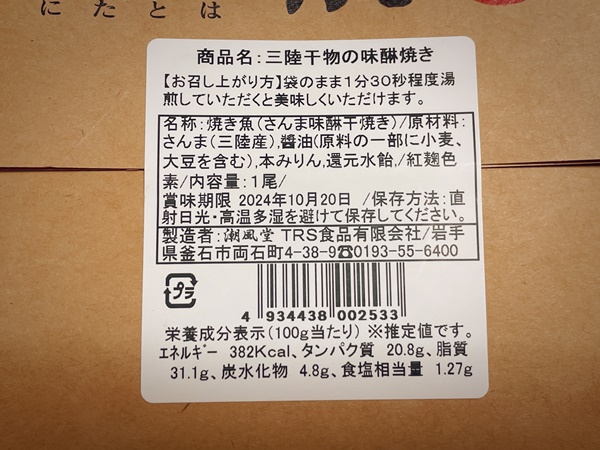 にたとは
商品名:三陸干物の味醂焼き
【お召し上がり方】袋のまま1分30秒程度湯
煎していただくと美味しくいただけます。
名称:焼き魚(さんま味醂干焼き)/原材料:
さんま(三陸産),醤油(原料の一部に小麦、
大豆を含む),本みりん,還元水飴,/紅麹色
素/内容量:1尾/
賞味期限 2024年10月20日 /保存方法:直
射日光・高温多湿を避けて保存してください。
製造者:潮風堂 TRS食品有限会社/岩手
県釜石市両石町4-38-9☎0193-55-6400
プラ
4 934438 002533
栄養成分表示(100g当たり) ※推定値です。
エネルギー 382Kcal、タンパク質 20.8g、脂質
31.1g、炭水化物 4.8g、食塩相当量 1.27g